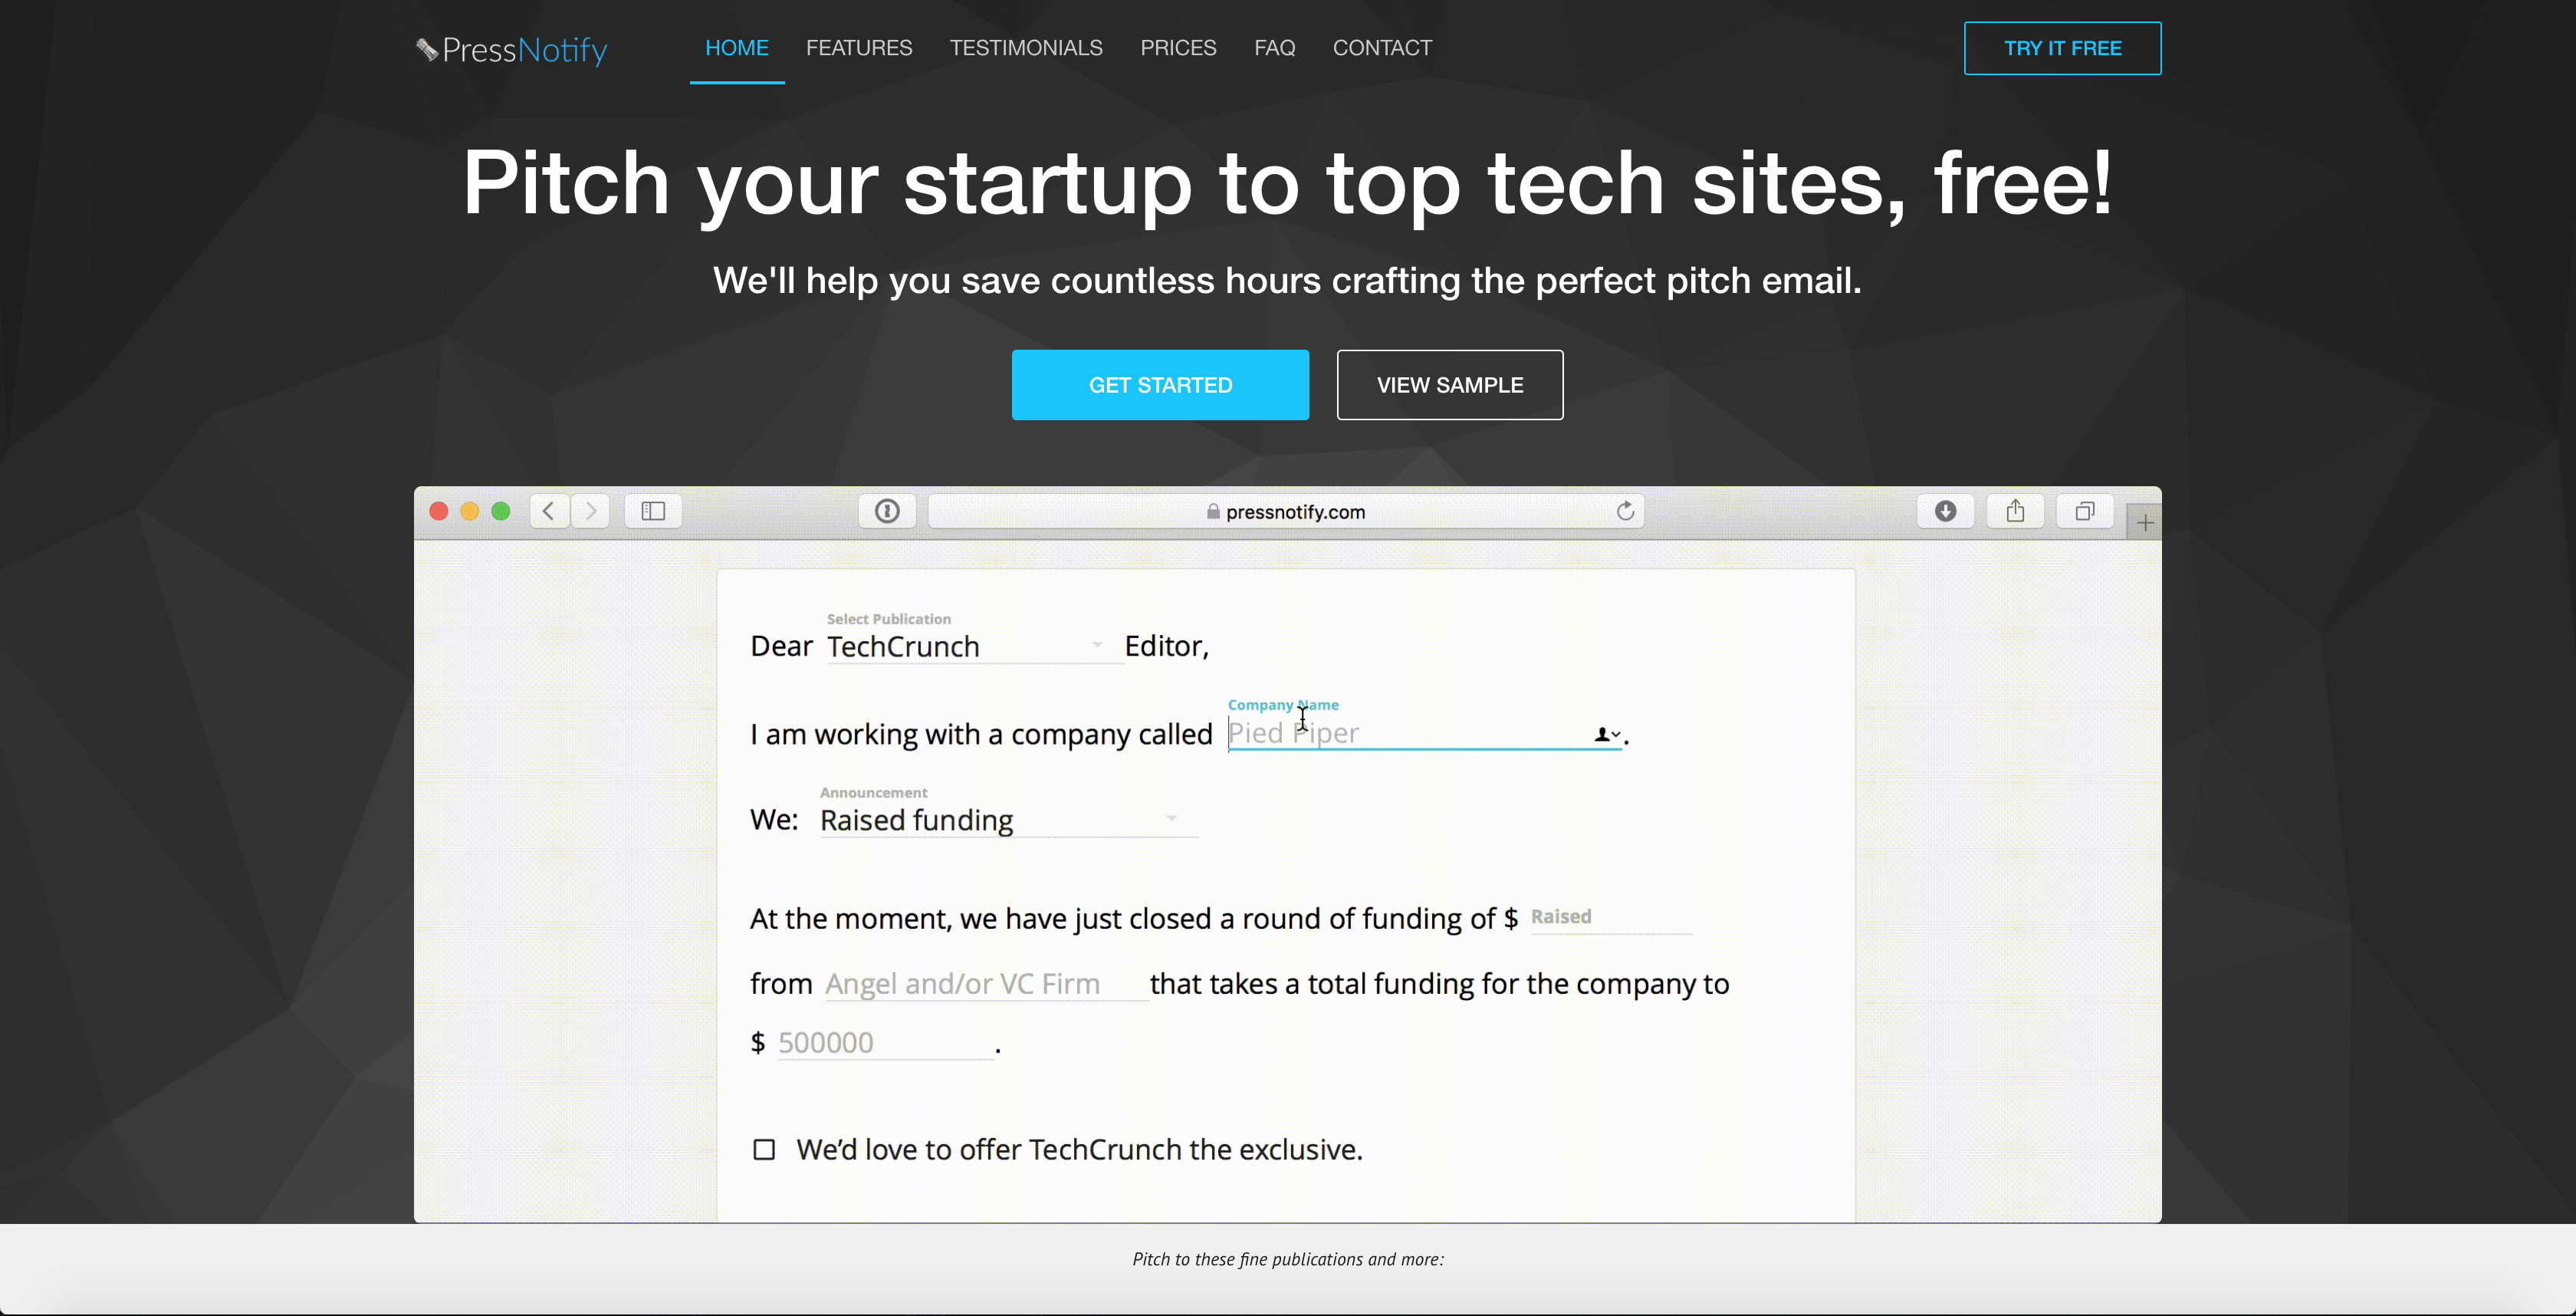 PressNotify
HOME FEATURES TESTIMONIALS PRICES FAQ CONTACT
TRY IT FREE
Pitch your startup to top tech sites, free!
We'll help you save countless hours crafting the perfect pitch email.
GET STARTED
VIEW SAMPLE
pressnotify.com
Select Publication
Dear TechCrunch Editor,
Company Name
I am working with a company called Pied Piper .
Announcement
We: Raised funding
At the moment, we have just closed a round of funding of $ Raised
from Angel and/or VC Firm that takes a total funding for the company to
$ 500000 .
We'd love to offer TechCrunch the exclusive.
Pitch to these fine publications and more: